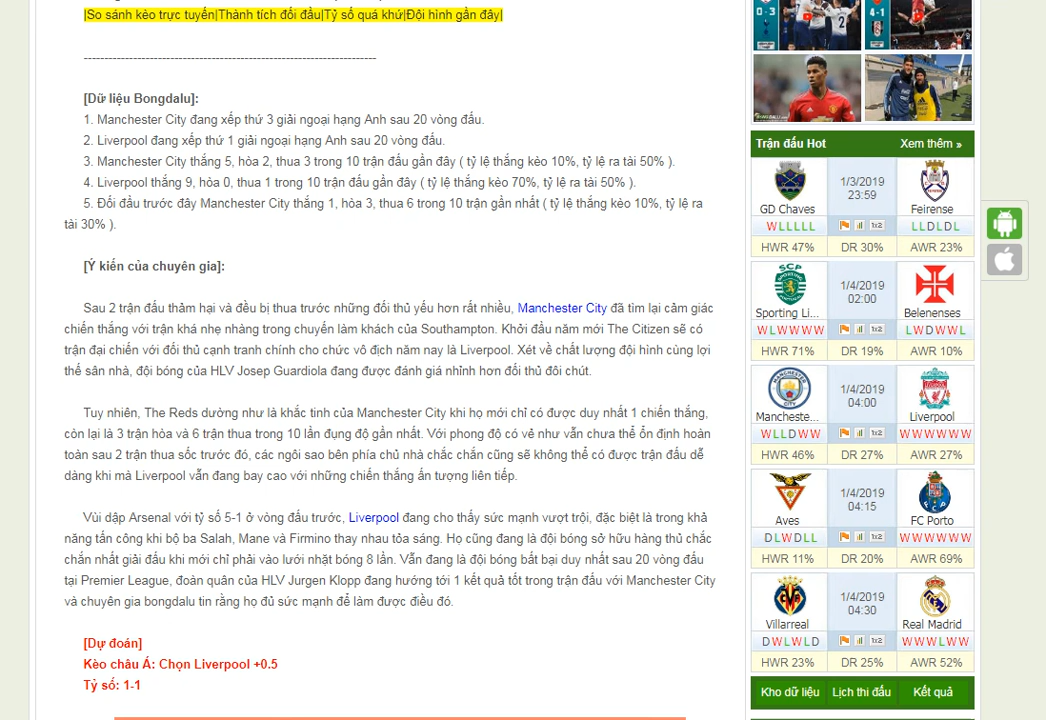 |So sánh kèo trực tuyến|Thành tích đối đầu|Tỷ số quá khứ|Đội hình gần đây|
----------------------------------------------------------------------
[Dữ liệu Bongdalu]:
1. Manchester City đang xếp thứ 3 giải ngoại hạng Anh sau 20 vòng đấu.
2. Liverpool đang xếp thứ 1 giải ngoại hạng Anh sau 20 vòng đấu.
3. Manchester City thắng 5, hòa 2, thua 3 trong 10 trận đấu gần đây ( tỷ lệ thắng kèo 10%, tỷ lệ ra tài 50% ).
4. Liverpool thắng 9, hòa 0, thua 1 trong 10 trận đấu gần đây ( tỷ lệ thắng kèo 70%, tỷ lệ ra tài 50% ).
5. Đối đầu trước đây Manchester City thắng 1, hòa 3, thua 6 trong 10 trận gần nhất ( tỷ lệ thắng kèo 10%, tỷ lệ ra
tài 30% ).
[Ý kiến của chuyên gia]:
Sau 2 trận đấu thảm hại và đều bị thua trước những đối thủ yếu hơn rất nhiều, Manchester City đã tìm lại cảm giác
chiến thắng với trận khá nhẹ nhàng trong chuyến làm khách của Southampton. Khởi đầu năm mới The Citizen sẽ có
trận đại chiến với đối thủ cạnh tranh chính cho chức vô địch năm nay là Liverpool. Xét về chất lượng đội hình cùng lợi
thế sân nhà, đội bóng của HLV Josep Guardiola đang được đánh giá nhỉnh hơn đối thủ đôi chút.
Tuy nhiên, The Reds dường như là khắc tinh của Manchester City khi họ mới chỉ có được duy nhất 1 chiến thắng,
còn lại là 3 trận hòa và 6 trận thua trong 10 lần đụng độ gần nhất. Với phong độ có vẻ như vẫn chưa thể ổn định hoàn
toàn sau 2 trận thua sốc trước đó, các ngôi sao bên phía chủ nhà chắc chắn cũng sẽ không thể có được trận đấu dễ
dàng khi mà Liverpool vẫn đang bay cao với những chiến thắng ấn tượng liên tiếp.
Vùi dập Arsenal với tỷ số 5-1 ở vòng đấu trước, Liverpool đang cho thấy sức mạnh vượt trội, đặc biệt là trong khả
năng tấn công khi bộ ba Salah, Mane và Firmino thay nhau tỏa sáng. Họ cũng đang là đội bóng sở hữu hàng thủ chắc
chắn nhất giải đấu khi mới chỉ phải vào lưới nhặt bóng 8 lần. Vẫn đang là đội bóng bất bại duy nhất sau 20 vòng đấu
tại Premier League, đoàn quân của HLV Jurgen Klopp đang hướng tới 1 kết quả tốt trong trận đấu với Manchester City
và chuyên gia bongdalu tin rằng họ đủ sức mạnh để làm được điều đó.
[Dự đoán]
Kèo châu Á: Chọn Liverpool +0.5
Tỷ số: 1-1
0 : 3
4 - 1
Trận đấu Hot Xem thêm »
1/3/2019
23:59
GD Chaves Feirense
WLLLLL 1x2 LLDLDL
HWR 47% DR 30% AWR 23%
SCP
1/4/2019
02:00
Sporting Li... Belenenses
WLWWWW 1x2 LWDWWL
HWR 71% DR 19% AWR 10%
1/4/2019
04:00
Mancheste... Liverpool
WLLDWW 1x2 WWWWWW
HWR 46% DR 27% AWR 27%
1/4/2019
04:15
Aves FC Porto
DLWDLL 1x2 WWWWWW
HWR 11% DR 20% AWR 69%
1/4/2019
04:30
Villarreal Real Madrid
DWLWLD 1x2 WWWLWW
HWR 23% DR 25% AWR 52%
Kho dữ liệu Lịch thi đấu Kết quả